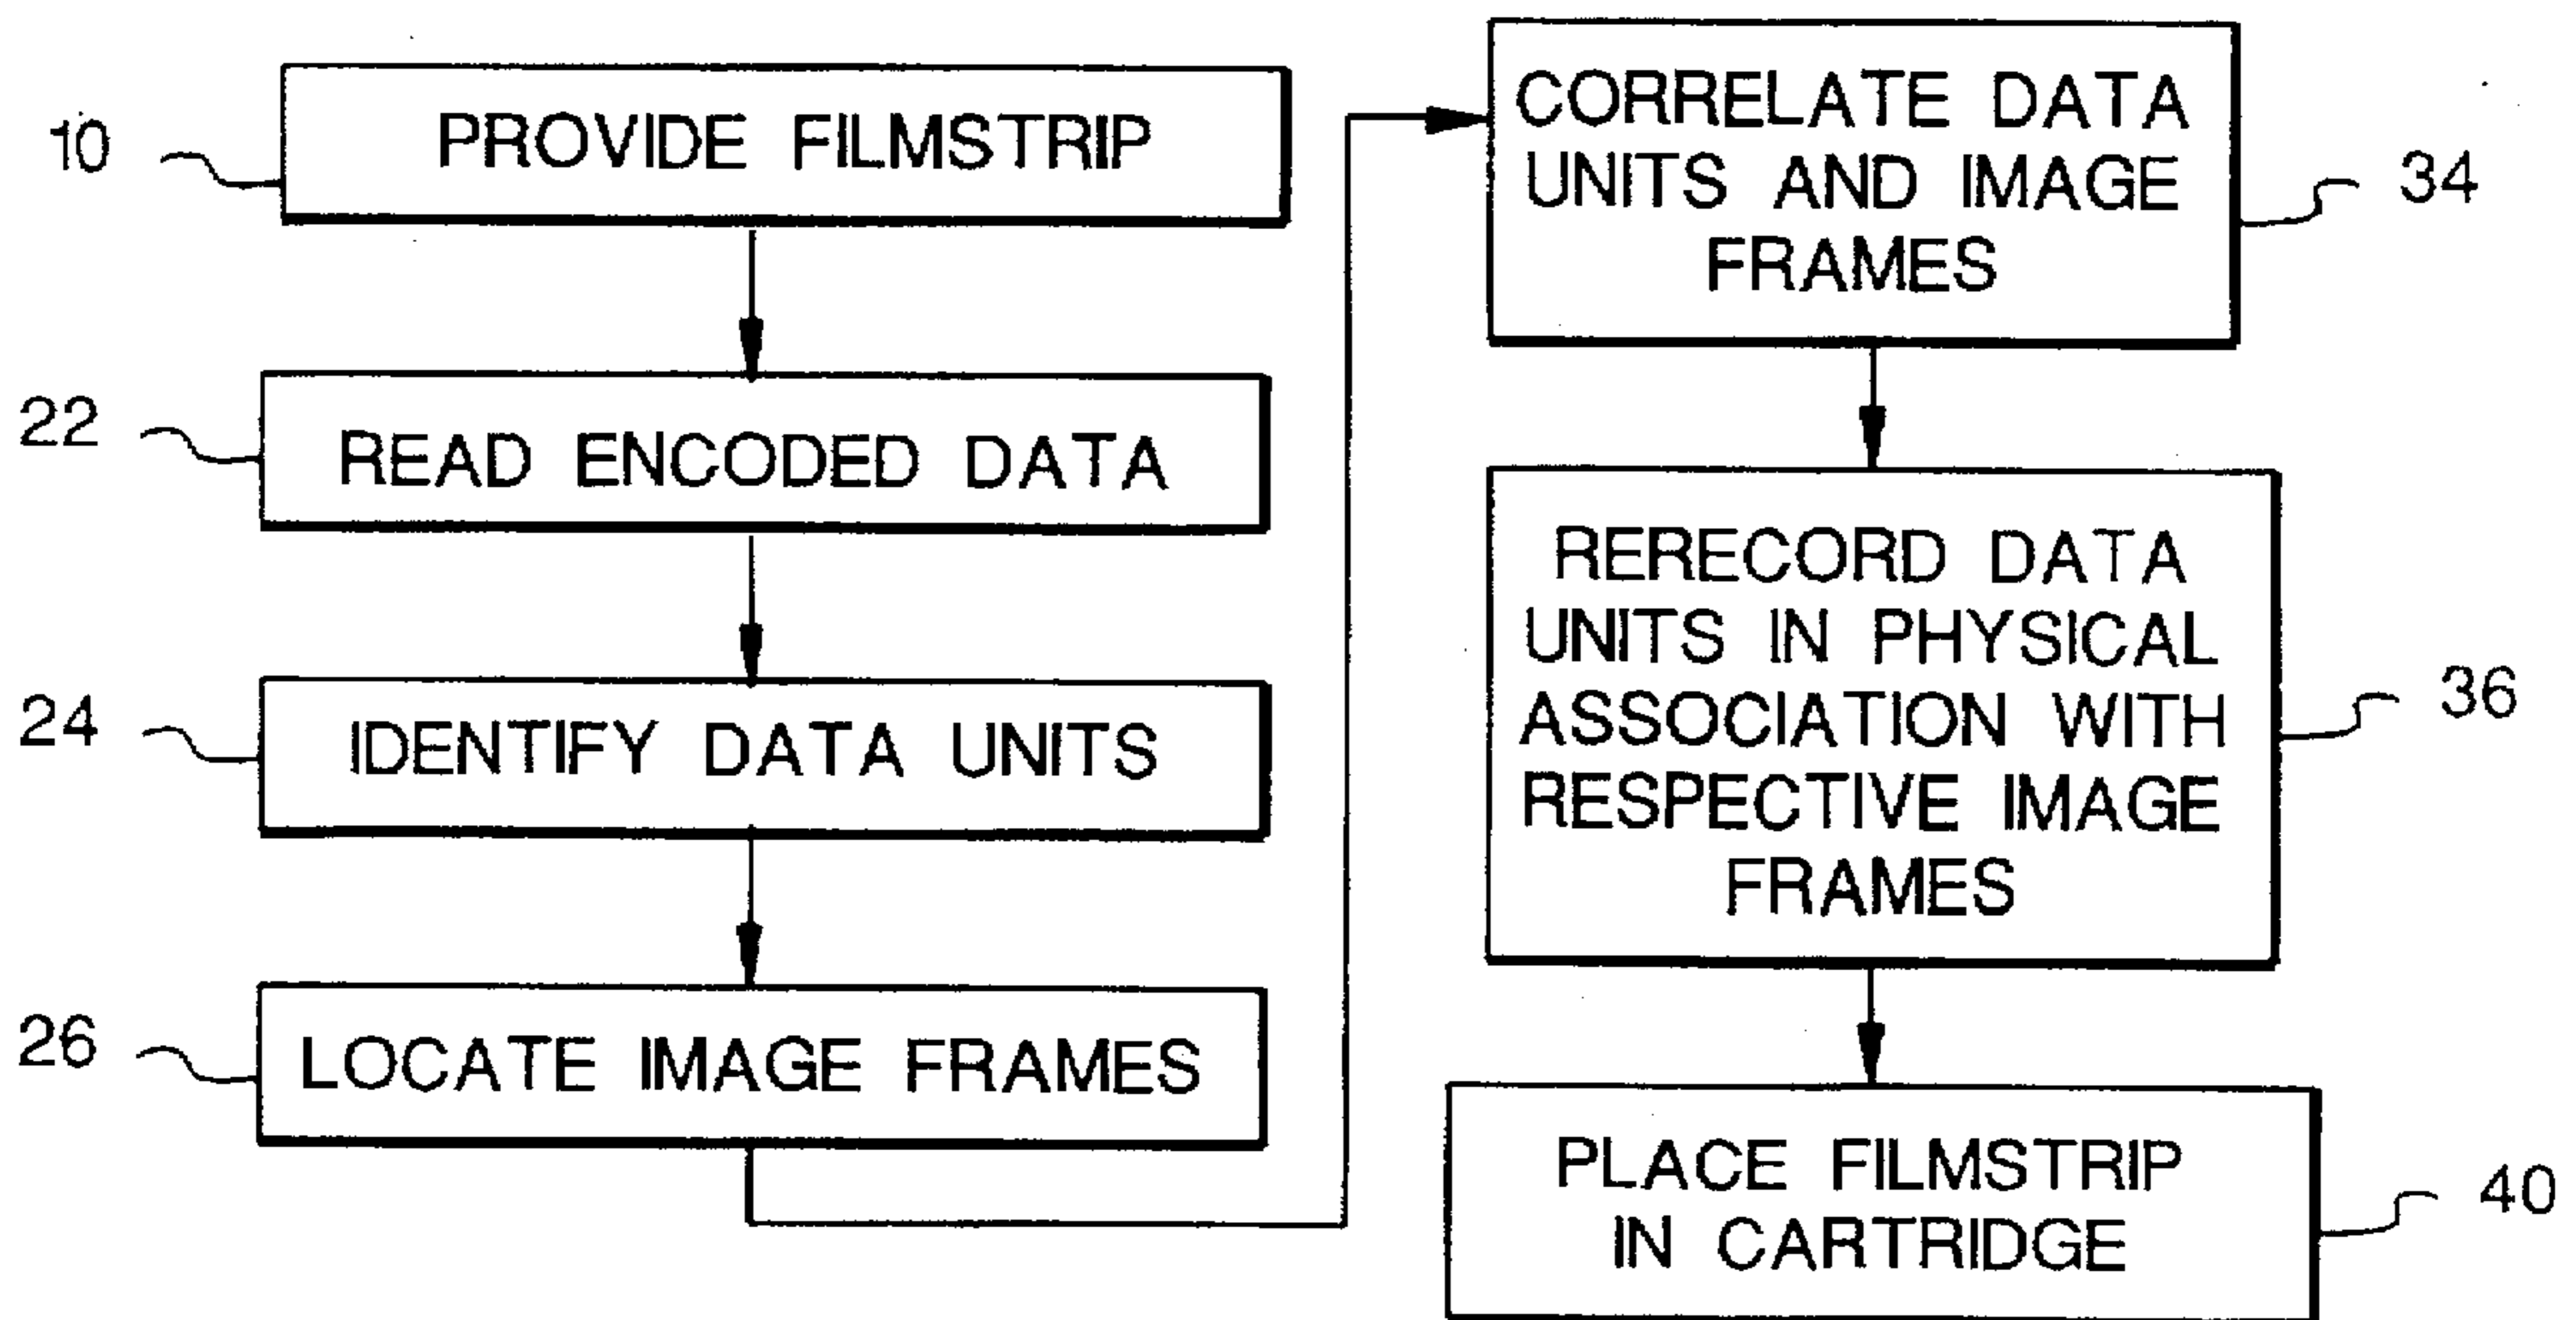 10
PROVIDE FILMSTRIP
22
READ ENCODED DATA
24
IDENTIFY DATA UNITS
26
LOCATE IMAGE FRAMES
CORRELATE DATA
UNITS AND IMAGE
FRAMES
34
RERECORD DATA
UNITS IN PHYSICAL
ASSOCIATION WITH
RESPECTIVE IMAGE
FRAMES
36
PLACE FILMSTRIP
IN CARTRIDGE
40